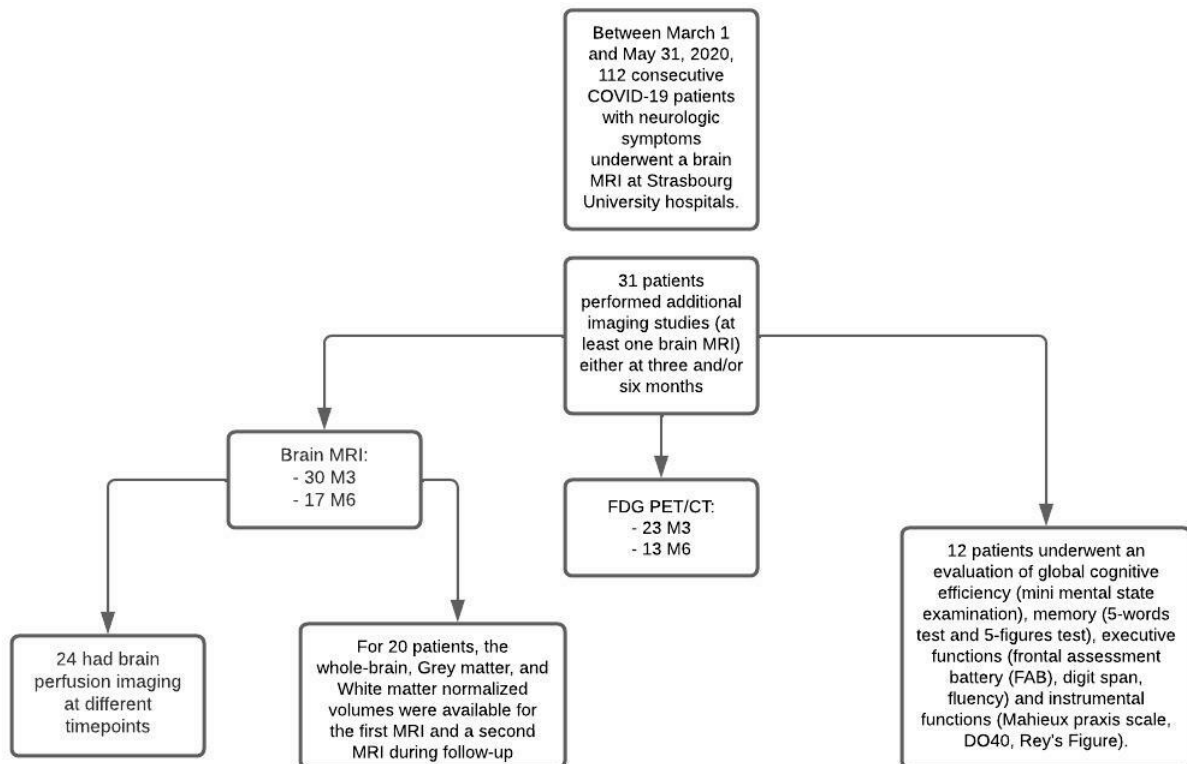 Between March 1
and May 31, 2020,
112 consecutive
COVID-19 patients
with neurologic
symptoms
underwent a brain
MRI at Strasbourg
University hospitals.
31 patients
performed additional
imaging studies (at
least one brain MRI)
either at three and/or
six months
Brain MRI:
- 30 M3
- 17 M6
FDG PET/CT:
- 23 M3
- 13 M6
12 patients underwent an
evaluation of global cognitive
efficiency (mini mental state
examination), memory (5-words
test and 5-figures test), executive
functions (frontal assessment
battery (FAB), digit span,
fluency) and instrumental
functions (Mahieux praxis scale,
DO40, Rey's Figure).
24 had brain
perfusion imaging
at different
timepoints
For 20 patients, the
whole-brain, Grey matter, and
White matter normalized
volumes were available for
the first MRI and a second
MRI during follow-up